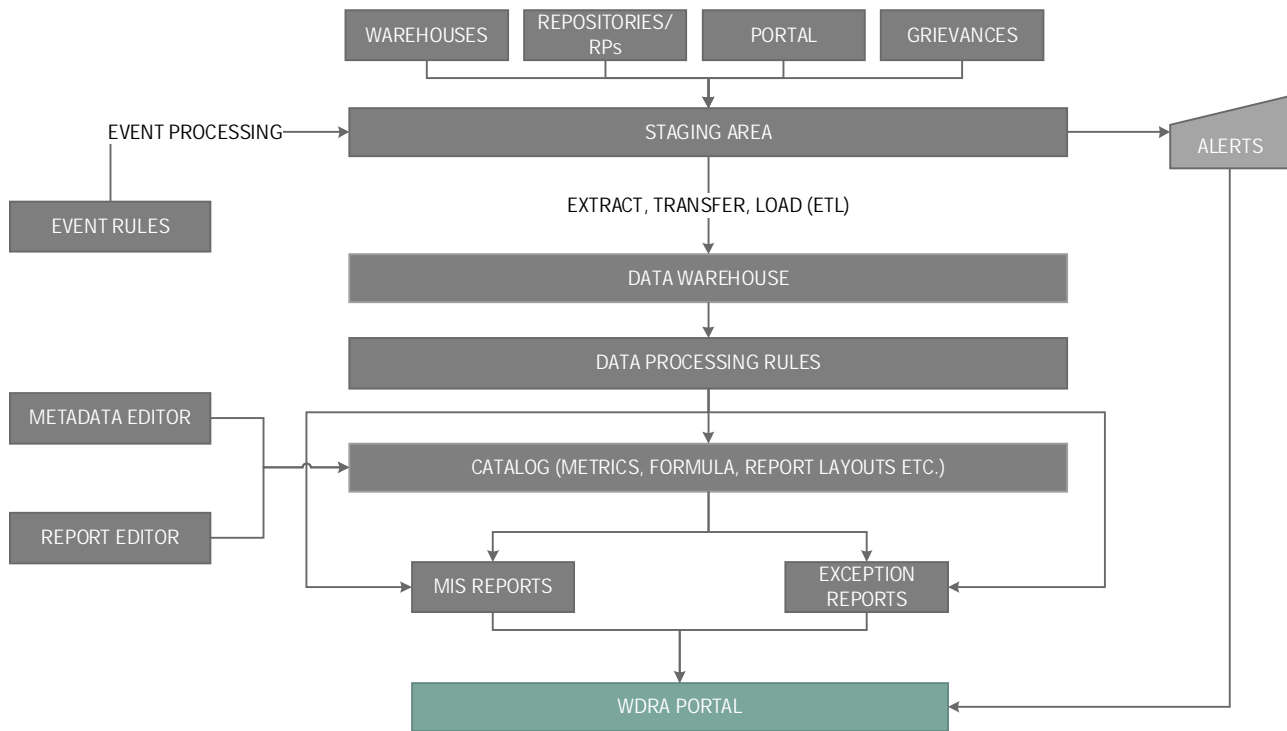 WAREHOUSES
REPOSITORIES/
RPs
PORTAL
GRIEVANCES
EVENT PROCESSING
STAGING AREA
ALERTS
EXTRACT, TRANSFER, LOAD (ETL)
EVENT RULES
DATA WAREHOUSE
DATA PROCESSING RULES
METADATA EDITOR
CATALOG (METRICS, FORMULA, REPORT LAYOUTS ETC.)
REPORT EDITOR
MIS REPORTS
EXCEPTION
REPORTS
WDRA PORTAL